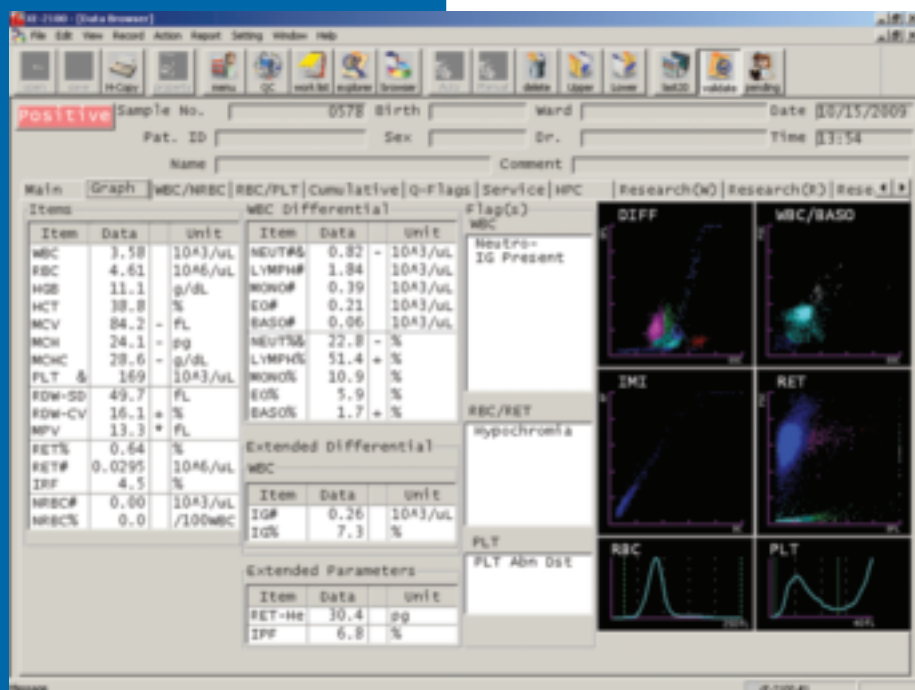 XE-2100 - [Data Browser]
File Edit View Record Action Report Setting Window Help
H-Copy menu QC work list explorer browser Auto Manual delete Upper Lower last20 validate pending
Positive Sample No. 0578 Birth Ward Date 10/15/2009
Pat. ID Sex Dr. Time 13:54
Name Comment
Main Graph WBC/NRBC RBC/PLT Cumulative Q-Flags Service HPC Research(W) Research(R) Rese
Items
Item Data Unit
WBC 3.58 10^3/uL
RBC 4.61 10^6/uL
HGB 11.1 g/dL
HCT 38.8 %
MCV 84.2 - fL
MCH 24.1 - pg
MCHC 28.6 - g/dL
PLT & 169 10^3/uL
RDW-SD 49.7 fL
RDW-CV 16.1 + %
MPV 13.3 * fL
RET% 0.64 %
RET# 0.0295 10^6/uL
IRF 4.5 %
NRBC# 0.00 10^3/uL
NRBC% 0.0 /100WBC
WBC Differential
Item Data Unit
NEUT#& 0.82 - 10^3/uL
LYMPH# 1.84 10^3/uL
MONO# 0.39 10^3/uL
EO# 0.21 10^3/uL
BASO# 0.06 10^3/uL
NEUT%& 22.8 - %
LYMPH% 51.4 + %
MONO% 10.9 %
EO% 5.9 %
BASO% 1.7 + %
Extended Differential
WBC
Item Data Unit
IG# 0.26 10^3/uL
IG% 7.3 %
Extended Parameters
Item Data Unit
RET-He 30.4 pg
IPF 6.8 %
Flag(s)
WBC
Neutro-
IG Present
RBC/RET
Hypochromia
PLT
PLT Abn Dst
DIFF
WBC/BASO
IMI
RET
RBC
PLT
Message